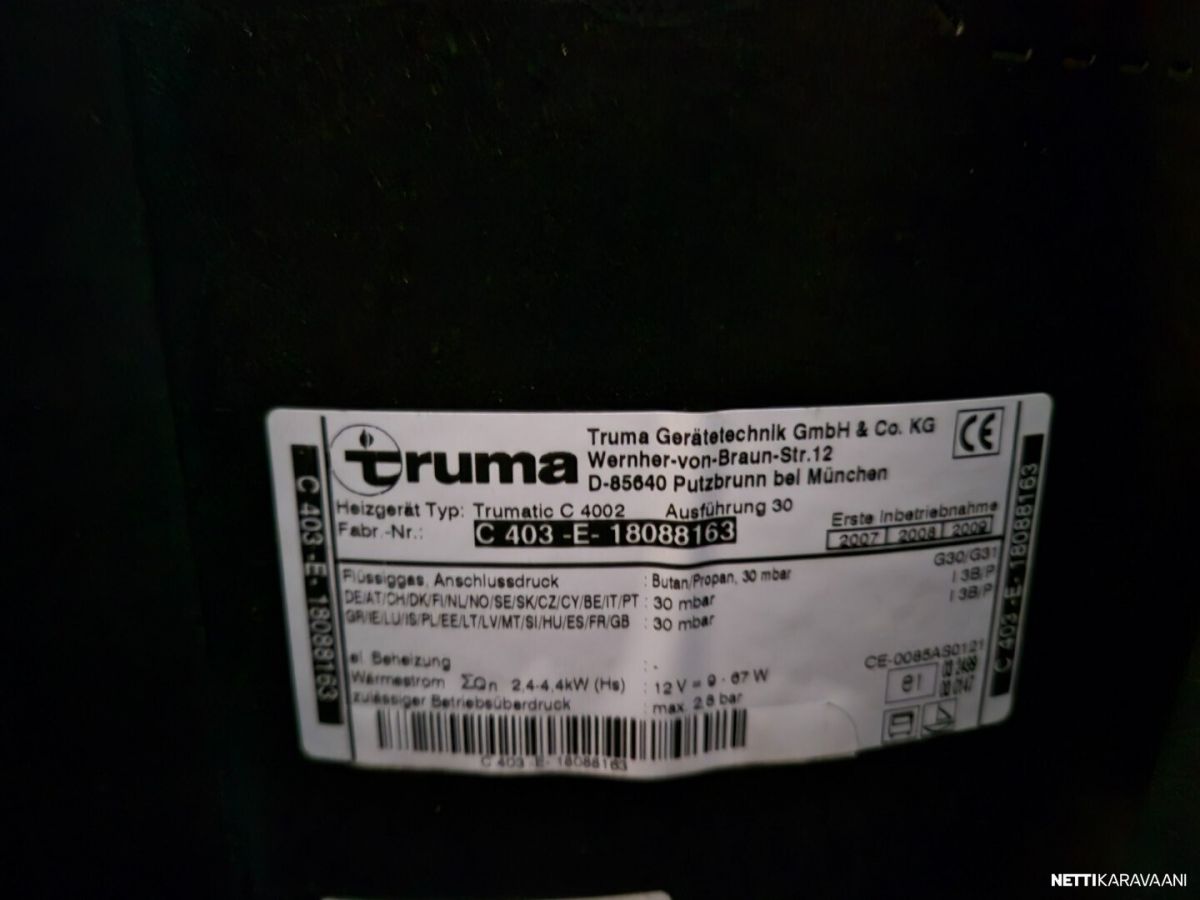 truma
Truma Gerätetechnik GmbH & Co. KG
Wernher-von-Braun-Str.12
D-85640 Putzbrunn bei München
CE
Heizgerät Typ: Trumatic C 4002 Ausführung 30
Fabr.-Nr.: C 403 -E- 18088163
Erste Inbetriebnahme
2007 2008 2009
Flüssiggas, Anschlussdruck : Butan/Propan, 30 mbar G30/G31
DE/AT/CH/DK/FI/NL/NO/SE/SK/CZ/CY/BE/IT/PT : 30 mbar I 3B/P
GR/IE/LU/IS/PL/EE/LT/LV/MT/SI/HU/ES/FR/GB : 30 mbar I 3B/P
el. Beheizung : -
CE-0085AS0121
Wärmestrom ΣQn 2,4-4,4kW (Hs) : 12 V = 9 - 67 W
e1
00 0147
zulässiger Betriebsüberdruck : max. 2,8 bar
C 403 -E- 18088163
C 403 -E- 18088163
C 403 -E- 18088163
NETTIKARAVAANI